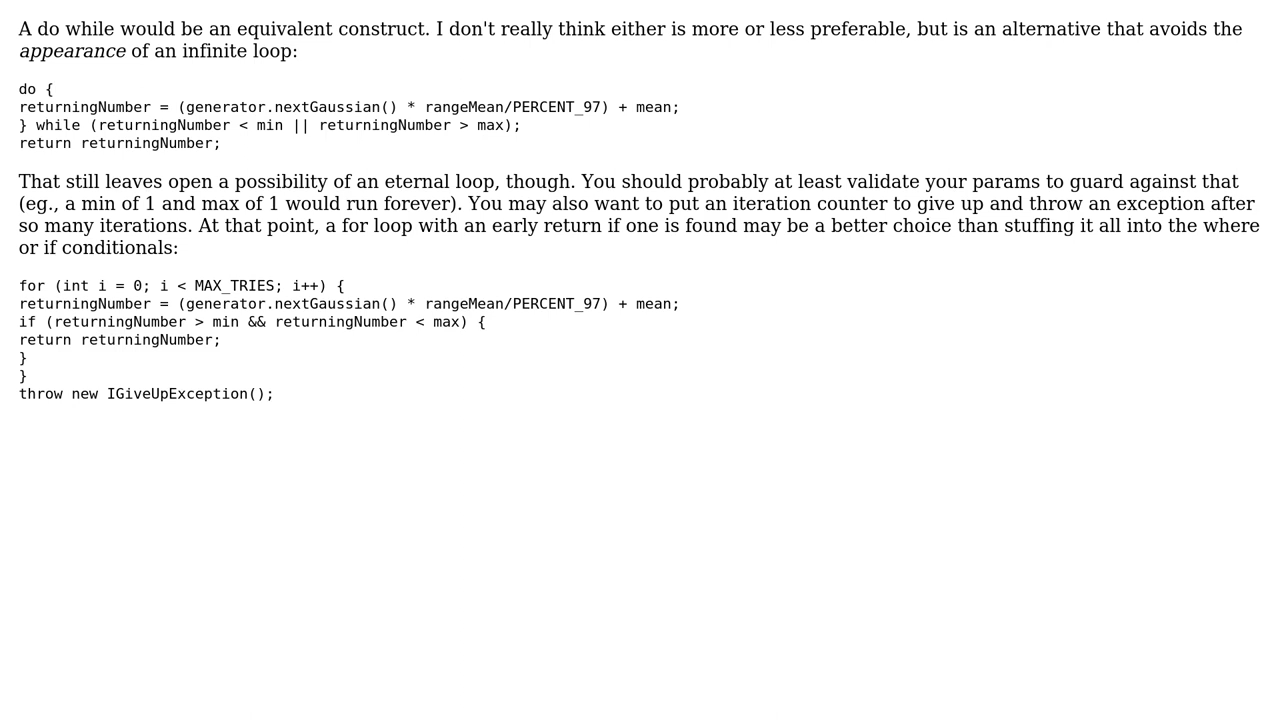 A do while would be an equivalent construct. I don't really think either is more or less preferable, but is an alternative that avoids the
appearance of an infinite loop:
do {
returningNumber = (generator.nextGaussian() * rangeMean/PERCENT_97) + mean;
} while (returningNumber < min || returningNumber > max);
return returningNumber;
That still leaves open a possibility of an eternal loop, though. You should probably at least validate your params to guard against that
(eg., a min of 1 and max of 1 would run forever). You may also want to put an iteration counter to give up and throw an exception after
so many iterations. At that point, a for loop with an early return if one is found may be a better choice than stuffing it all into the where
or if conditionals:
for (int i = 0; i < MAX_TRIES; i++) {
returningNumber = (generator.nextGaussian() * rangeMean/PERCENT_97) + mean;
if (returningNumber > min && returningNumber < max) {
return returningNumber;
}
}
throw new IGiveUpException();